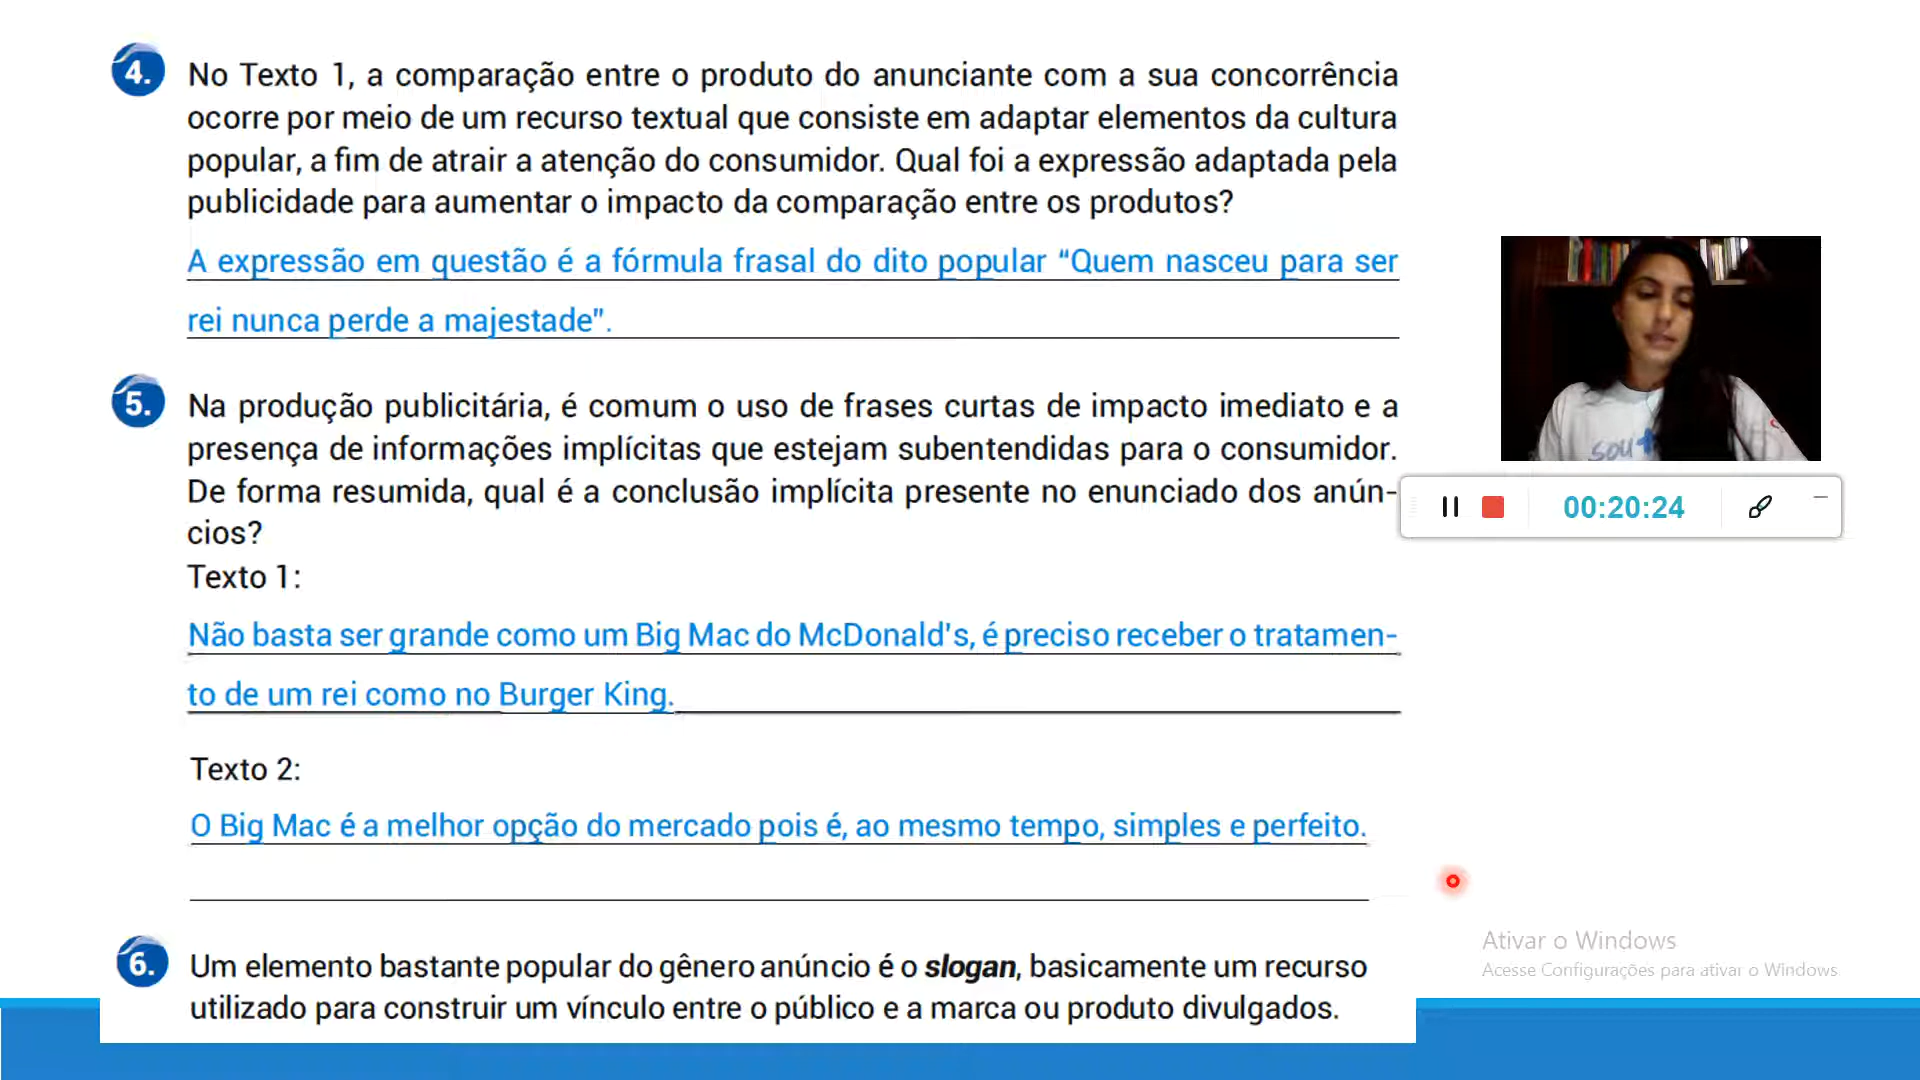 4.
No Texto 1, a comparação entre o produto do anunciante com a sua concorrência
ocorre por meio de um recurso textual que consiste em adaptar elementos da cultura
popular, a fim de atrair a atenção do consumidor. Qual foi a expressão adaptada pela
publicidade para aumentar o impacto da comparação entre os produtos?
A expressão em questão é a fórmula frasal do dito popular “Quem nasceu para ser
rei nunca perde a majestade”.
5.
Na produção publicitária, é comum o uso de frases curtas de impacto imediato e a
presença de informações implícitas que estejam subentendidas para o consumidor.
De forma resumida, qual é a conclusão implícita presente no enunciado dos anún-
cios?
Texto 1:
Não basta ser grande como um Big Mac do McDonald's, é preciso receber o tratamen-
to de um rei como no Burger King.
Texto 2:
O Big Mac é a melhor opção do mercado pois é, ao mesmo tempo, simples e perfeito.
6.
Um elemento bastante popular do gênero anúncio é o slogan, basicamente um recurso
utilizado para construir um vínculo entre o público e a marca ou produto divulgados.
sou+
00:20:24
Ativar o Windows
Acesse Configurações para ativar o Windows